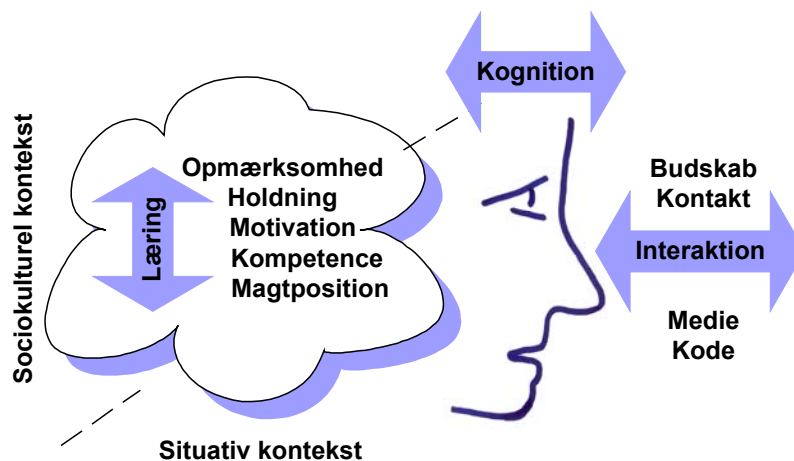 Kognition
Sociokulturel kontekst
Læring
Opmærksomhed
Holdning
Motivation
Kompetence
Magtposition
Budskab
Kontakt
Interaktion
Medie
Kode
Situativ kontekst